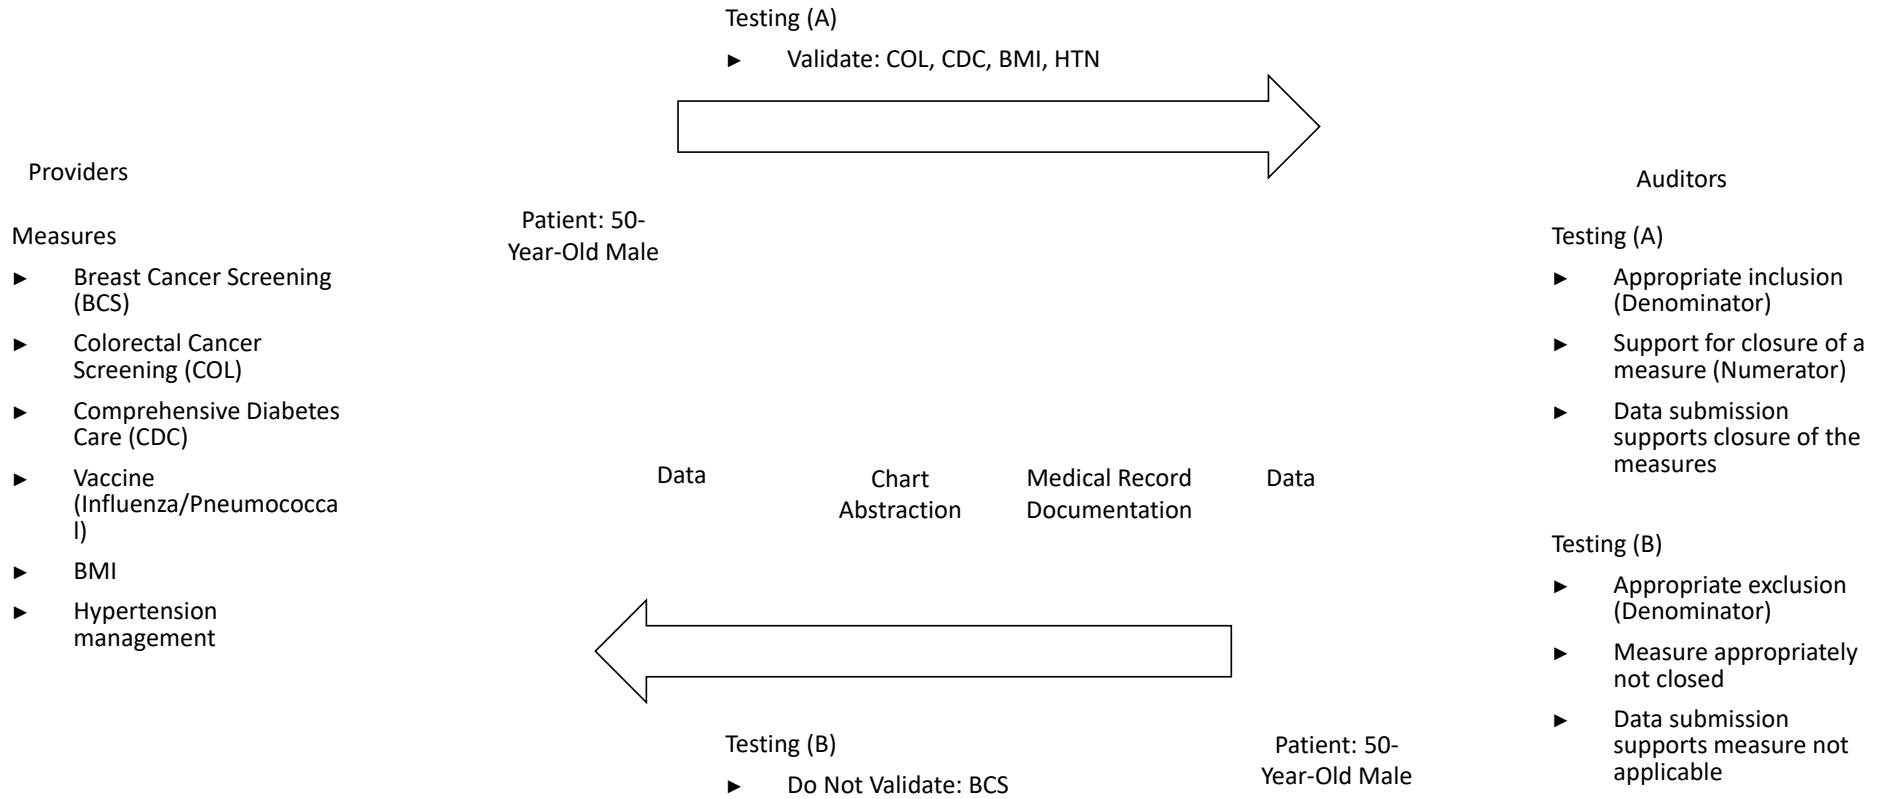 Testing (A)
► Validate: COL, CDC, BMI, HTN
Providers
Measures
► Breast Cancer Screening
(BCS)
► Colorectal Cancer
Screening (COL)
► Comprehensive Diabetes
Care (CDC)
► Vaccine
(Influenza/Pneumococca
l)
► BMI
► Hypertension
management
Patient: 50-
Year-Old Male
Data
Chart
Abstraction
Medical Record
Documentation
Data
Testing (B)
► Do Not Validate: BCS
Patient: 50-
Year-Old Male
Auditors
Testing (A)
► Appropriate inclusion
(Denominator)
► Support for closure of a
measure (Numerator)
► Data submission
supports closure of the
measures
Testing (B)
► Appropriate exclusion
(Denominator)
► Measure appropriately
not closed
► Data submission
supports measure not
applicable